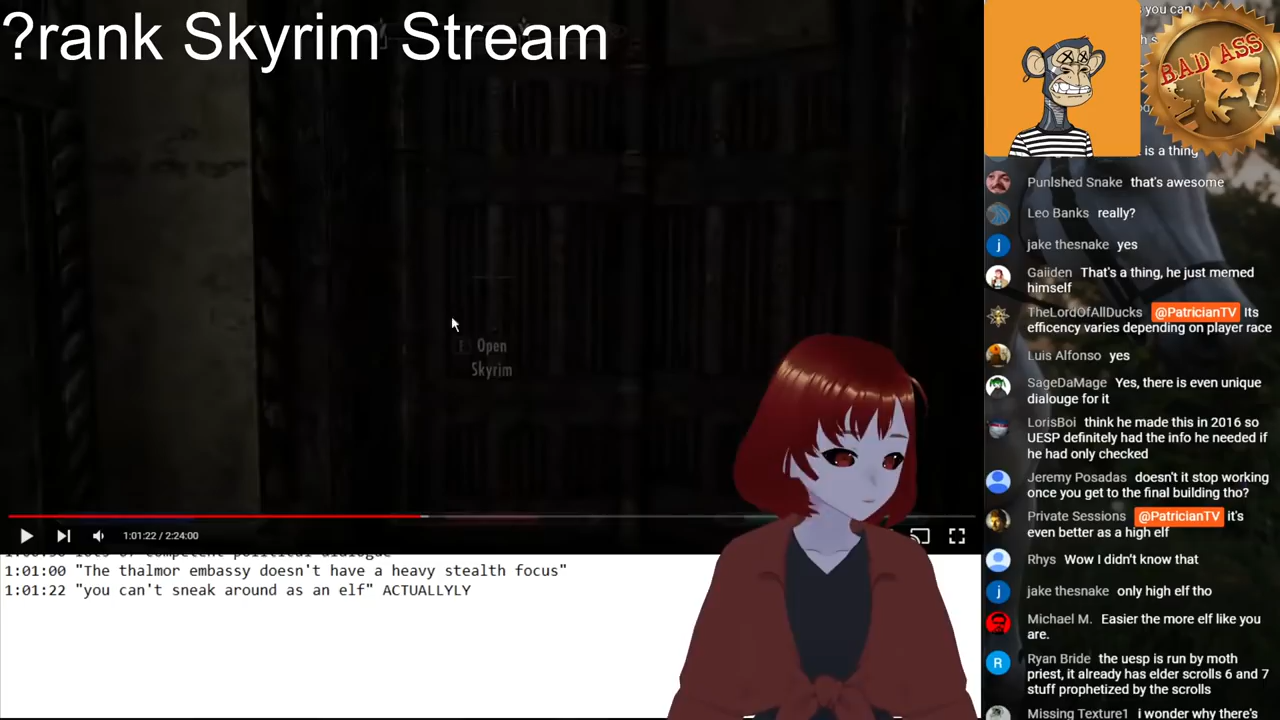 ?rank Skyrim Stream
Open
Skyrim
1:01:22 / 2:24:00
1:01:00 "The thalmor embassy doesn't have a heavy stealth focus"
1:01:22 "you can't sneak around as an elf" ACTUALLYLY
BAD ASS
is a thing
Punlshed Snake that's awesome
Leo Banks really?
jake thesnake yes
Gaiiden That's a thing, he just memed
himself
TheLordOfAllDucks @PatricianTV Its
efficency varies depending on player race
Luis Alfonso yes
SageDaMage Yes, there is even unique
dialouge for it
LorisBoi think he made this in 2016 so
UESP definitely had the info he needed if
he had only checked
Jeremy Posadas doesn't it stop working
once you get to the final building tho?
Private Sessions @PatricianTV it's
even better as a high elf
Rhys Wow I didn't know that
jake thesnake only high elf tho
Michael M. Easier the more elf like you
are.
Ryan Bride the uesp is run by moth
priest, it already has elder scrolls 6 and 7
stuff prophetized by the scrolls
Missing Texture1 i wonder why there's